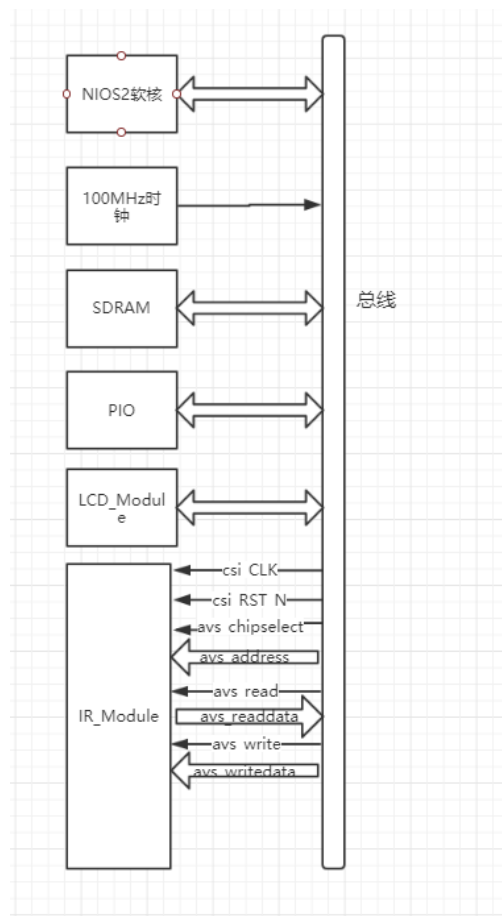 NIOS2软核
100MHz时
钟
SDRAM
总线
PIO
LCD_Modul
e
csi CLK
csi RST N
avs chipselect
avs address
avs read
IR_Module
avs_readdata
avs write
avs writedata